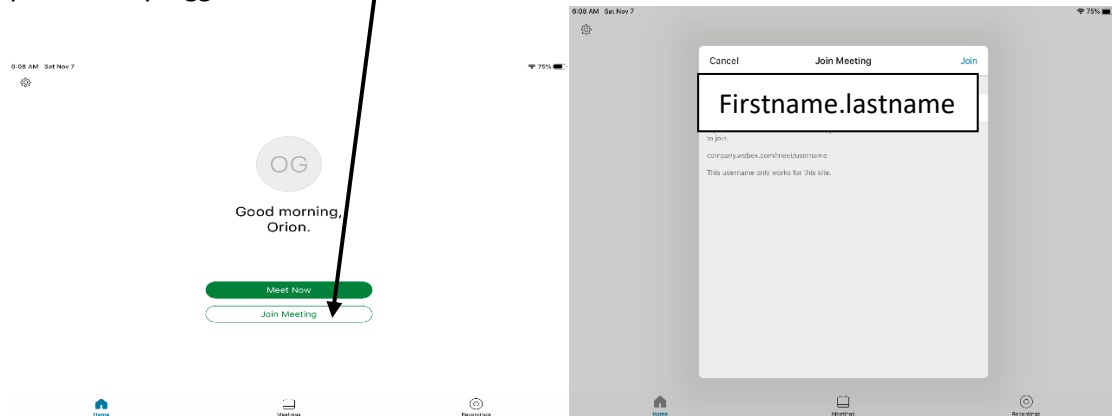 6:08 AM Sat Nov 7
75%
OG
Good morning,
Orion.
Meet Now
Join Meeting
Home
Meetings
Recordings
6:08 AM Sat Nov 7
75%
Cancel
Join Meeting
Join
Firstname.lastname
to join.
company.webex.com/meet/username
This username only works for this site.
Home
Meetings
Recordings